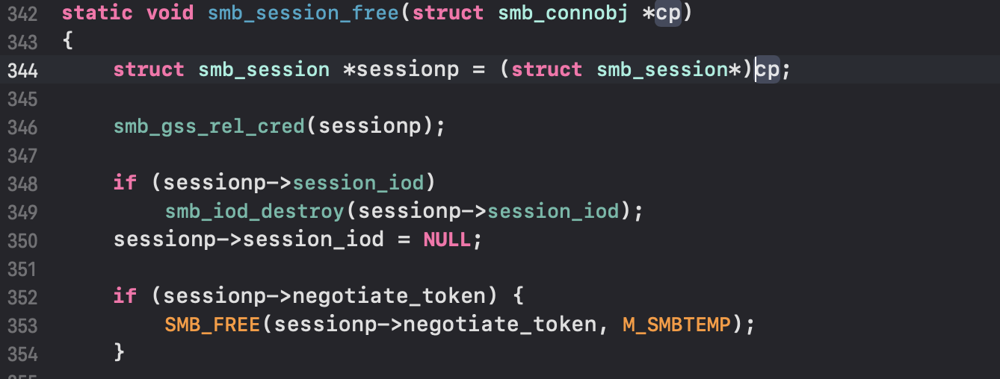 342 static void smb_session_free(struct smb_connobj *cp)
343 {
344     struct smb_session *sessionp = (struct smb_session*)cp;
345
346     smb_gss_rel_cred(sessionp);
347
348     if (sessionp->session_iod)
349         smb_iod_destroy(sessionp->session_iod);
350     sessionp->session_iod = NULL;
351
352     if (sessionp->negotiate_token) {
353         SMB_FREE(sessionp->negotiate_token, M_SMBTEMP);
354     }